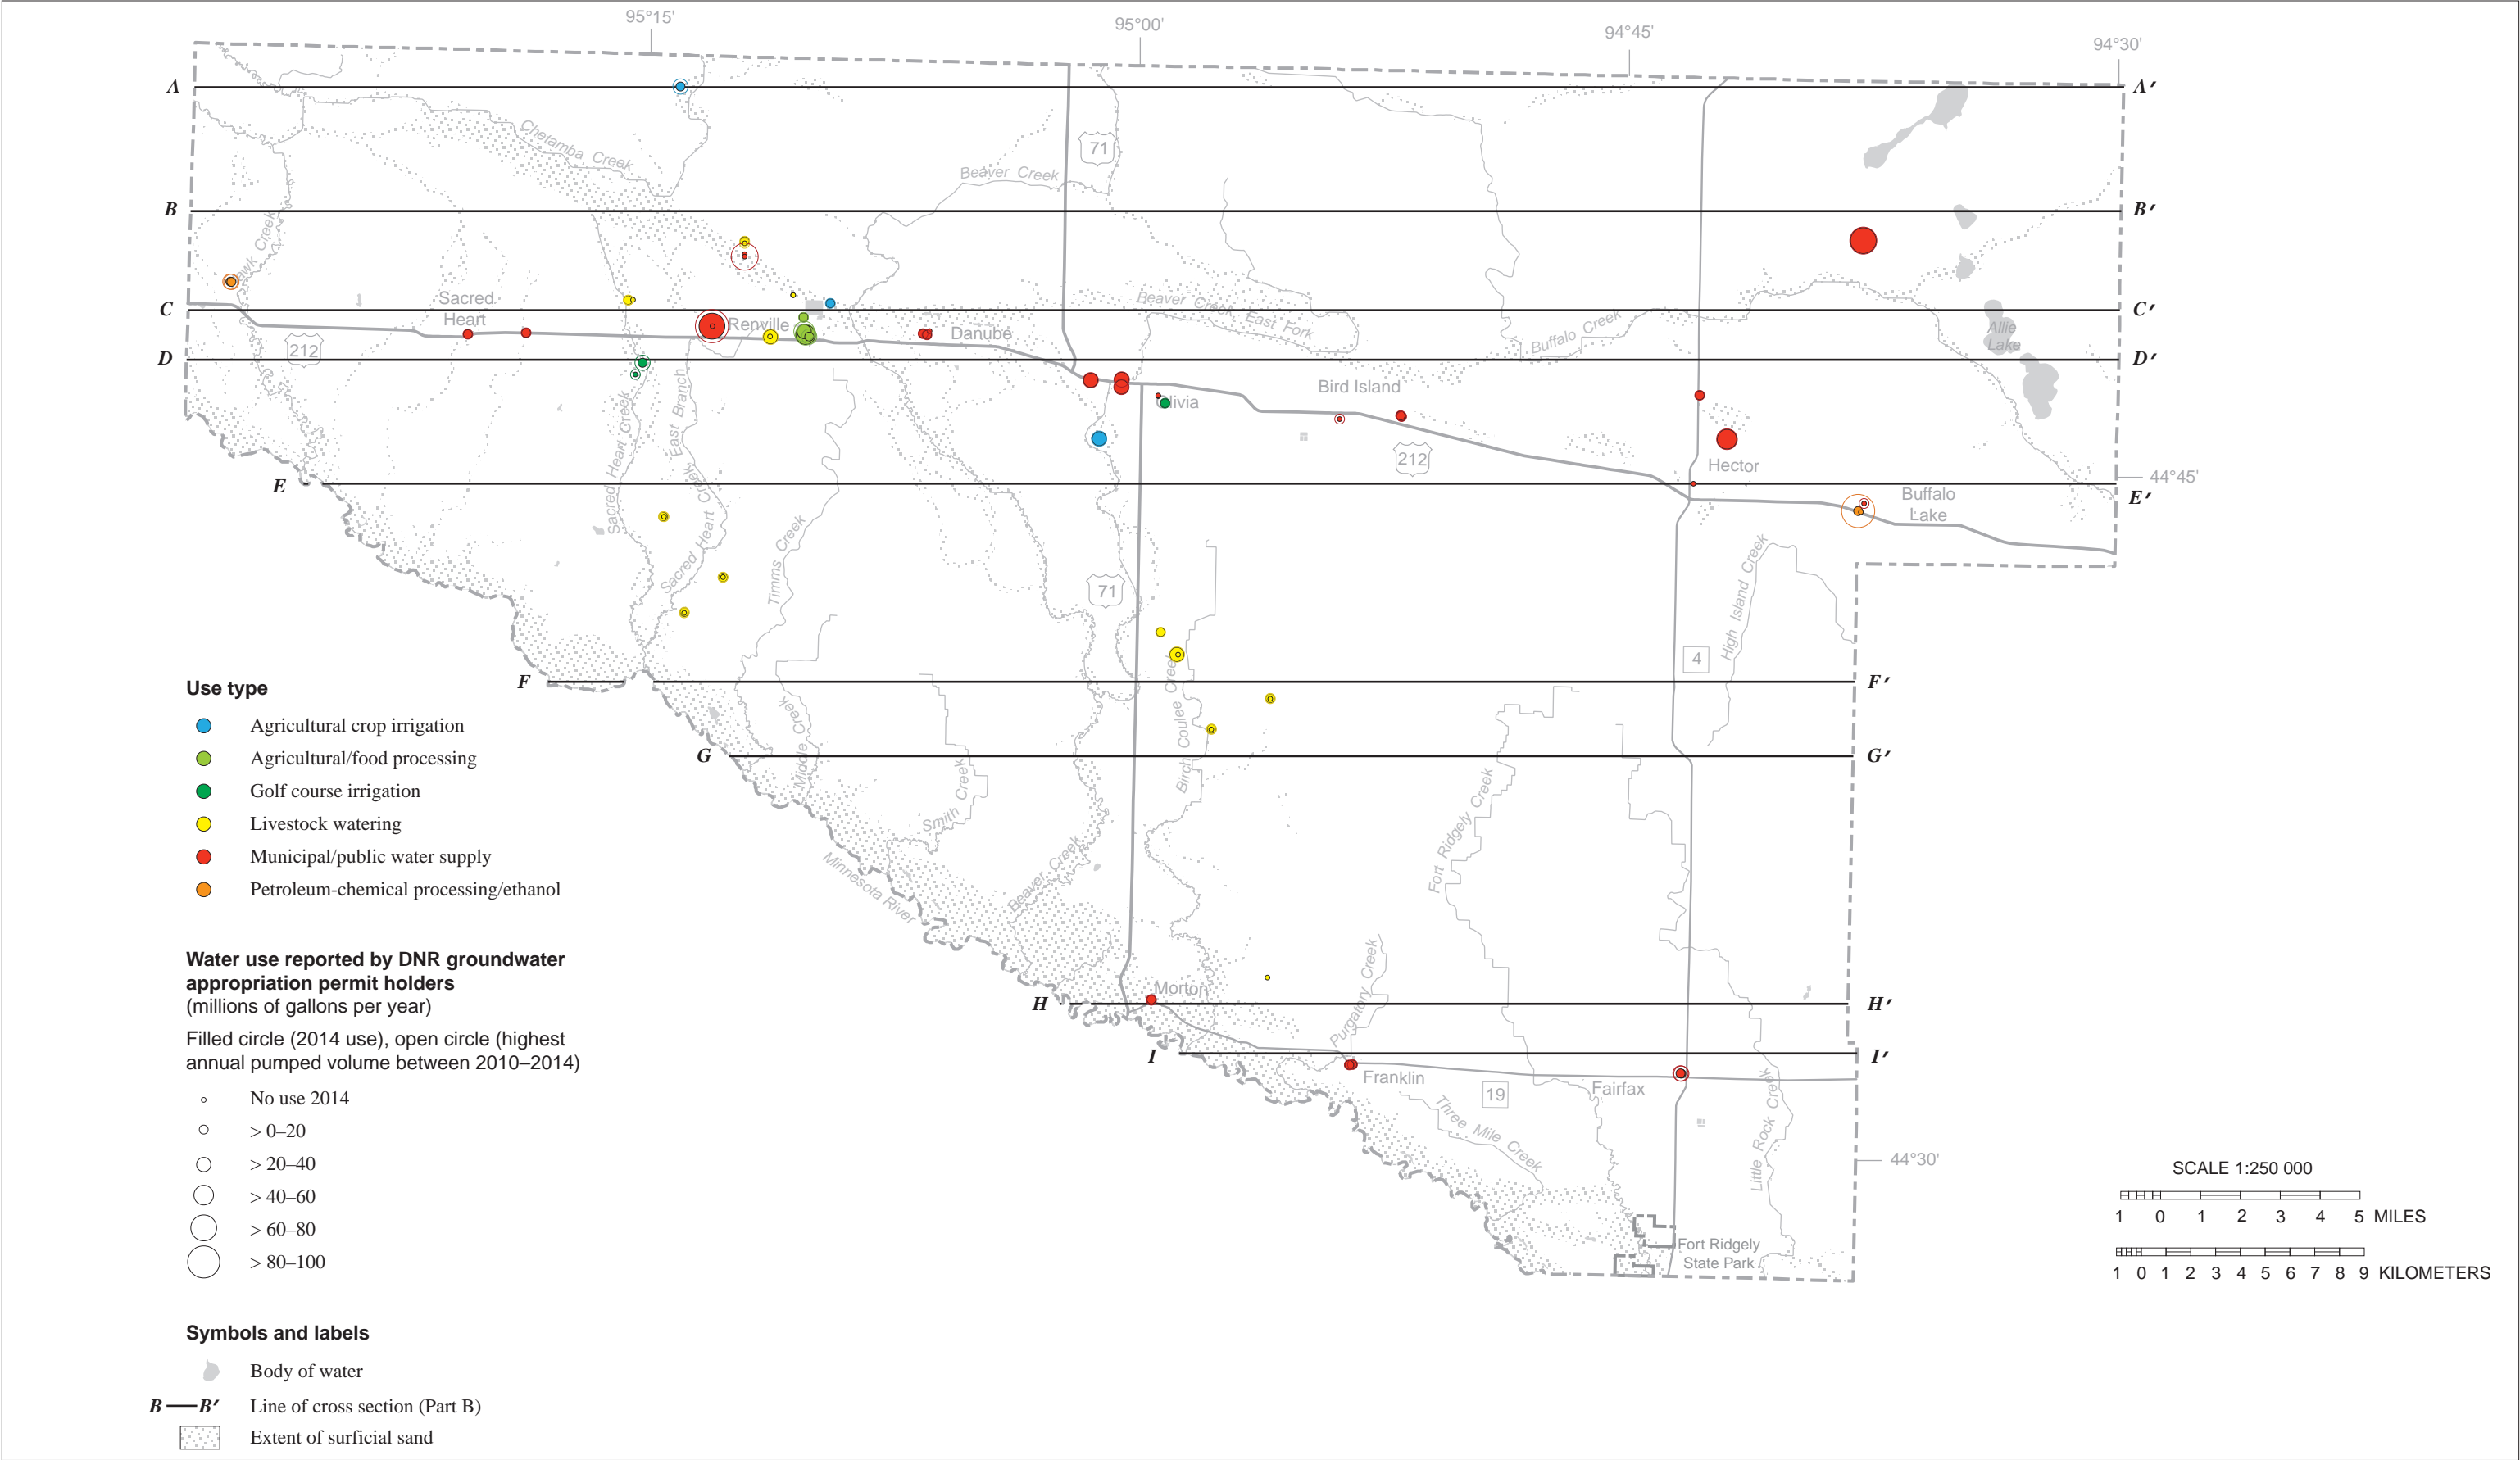 95°15'
95°00'
94°45'
94°30'
A
A′
Chetamba Creek
71
Beaver Creek
B
B′
Hawk Creek
C
Sacred
Heart
Renville
Danube
Beaver Creek East Fork
Buffalo Creek
C′
Allie
Lake
212
D
D′
Olivia
Bird Island
212
Hector
44°45'
Sacred Heart Creek
East Branch
Sacred Heart Creek
Timms Creek
E
E′
Buffalo
Lake
71
High Island Creek
4
F
F′
Middle Creek
Birch Coulee Creek
G
G′
Smith Creek
Fort Ridgely Creek
Minnesota River
Beaver Creek
Purgatory Creek
Morton
H
H′
I
I′
Franklin
19
Fairfax
Three Mile Creek
Little Rock Creek
44°30'
Fort Ridgely
State Park
Use type
Agricultural crop irrigation
Agricultural/food processing
Golf course irrigation
Livestock watering
Municipal/public water supply
Petroleum-chemical processing/ethanol
Water use reported by DNR groundwater
appropriation permit holders
(millions of gallons per year)
Filled circle (2014 use), open circle (highest
annual pumped volume between 2010–2014)
No use 2014
> 0–20
> 20–40
> 40–60
> 60–80
> 80–100
Symbols and labels
Body of water
B B′ Line of cross section (Part B)
Extent of surficial sand
SCALE 1:250 000
1 0 1 2 3 4 5 MILES
1 0 1 2 3 4 5 6 7 8 9 KILOMETERS